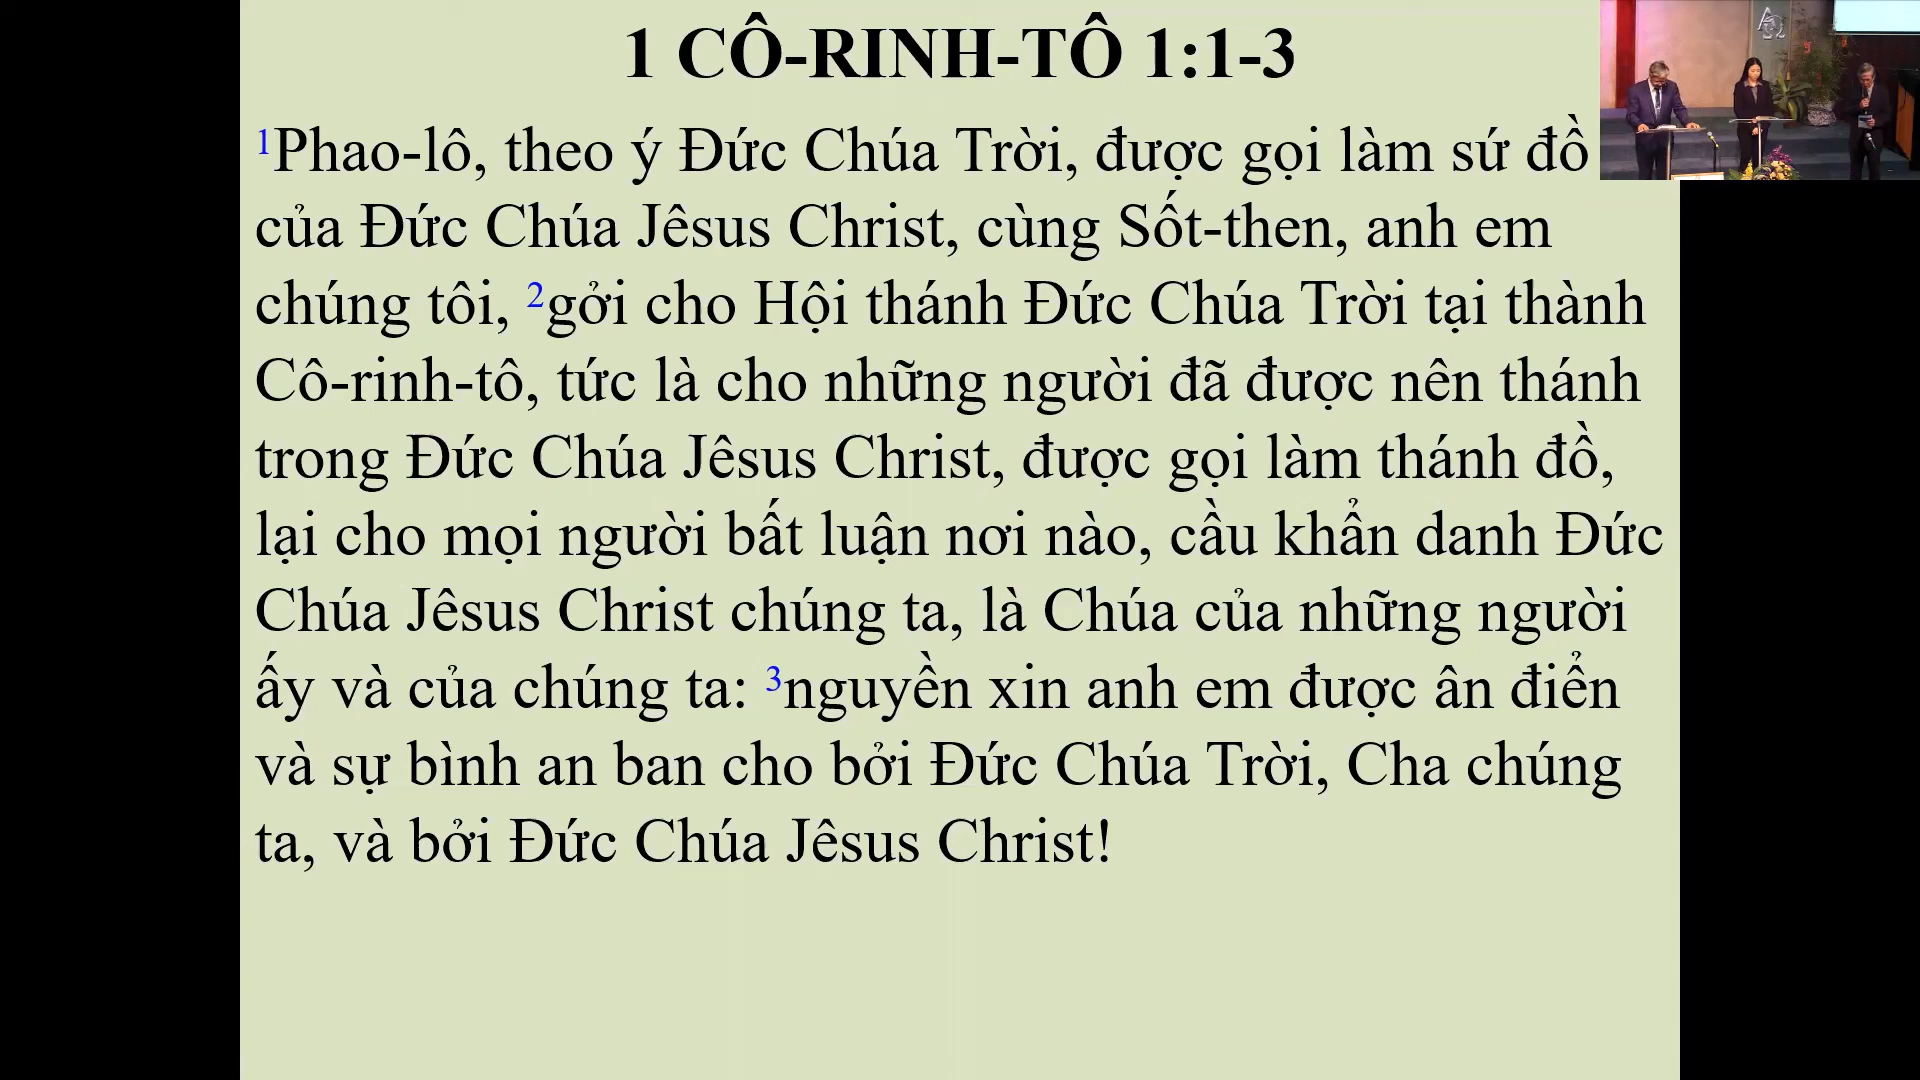 1 CÔ-RINH-TÔ 1:1-3
1Phao-lô, theo ý Đức Chúa Trời, được gọi làm sứ đồ
của Đức Chúa Jêsus Christ, cùng Sốt-then, anh em
chúng tôi, 2gởi cho Hội thánh Đức Chúa Trời tại thành
Cô-rinh-tô, tức là cho những người đã được nên thánh
trong Đức Chúa Jêsus Christ, được gọi làm thánh đồ,
lại cho mọi người bất luận nơi nào, cầu khẩn danh Đức
Chúa Jêsus Christ chúng ta, là Chúa của những người
ấy và của chúng ta: 3nguyền xin anh em được ân điển
và sự bình an ban cho bởi Đức Chúa Trời, Cha chúng
ta, và bởi Đức Chúa Jêsus Christ!